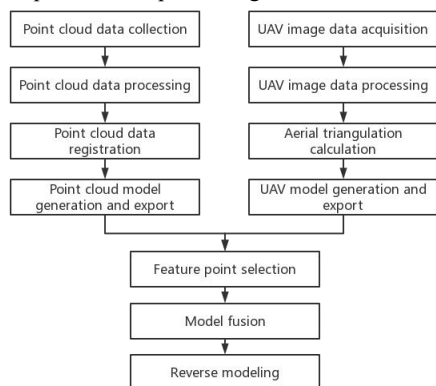 Point cloud data collection
UAV image data acquisition
Point cloud data processing
UAV image data processing
Point cloud data
registration
Aerial triangulation
calculation
Point cloud model
generation and export
UAV model generation and
export
Feature point selection
Model fusion
Reverse modeling